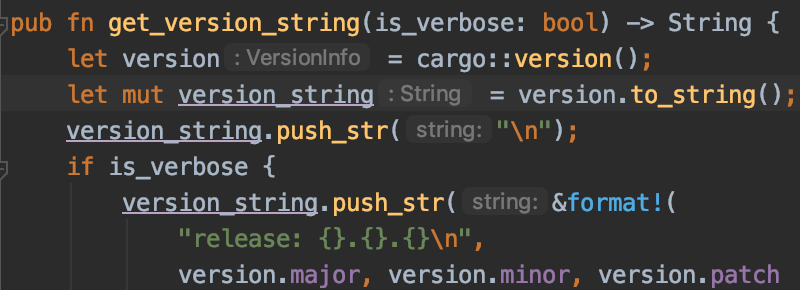 pub fn get_version_string(is_verbose: bool) -> String {
let version : VersionInfo = cargo::version();
let mut version_string : String = version.to_string();
version_string.push_str( string: "\n");
if is_verbose {
version_string.push_str( string: &format!(
"release: {}.{}.{}\n",
version.major, version.minor, version.patch